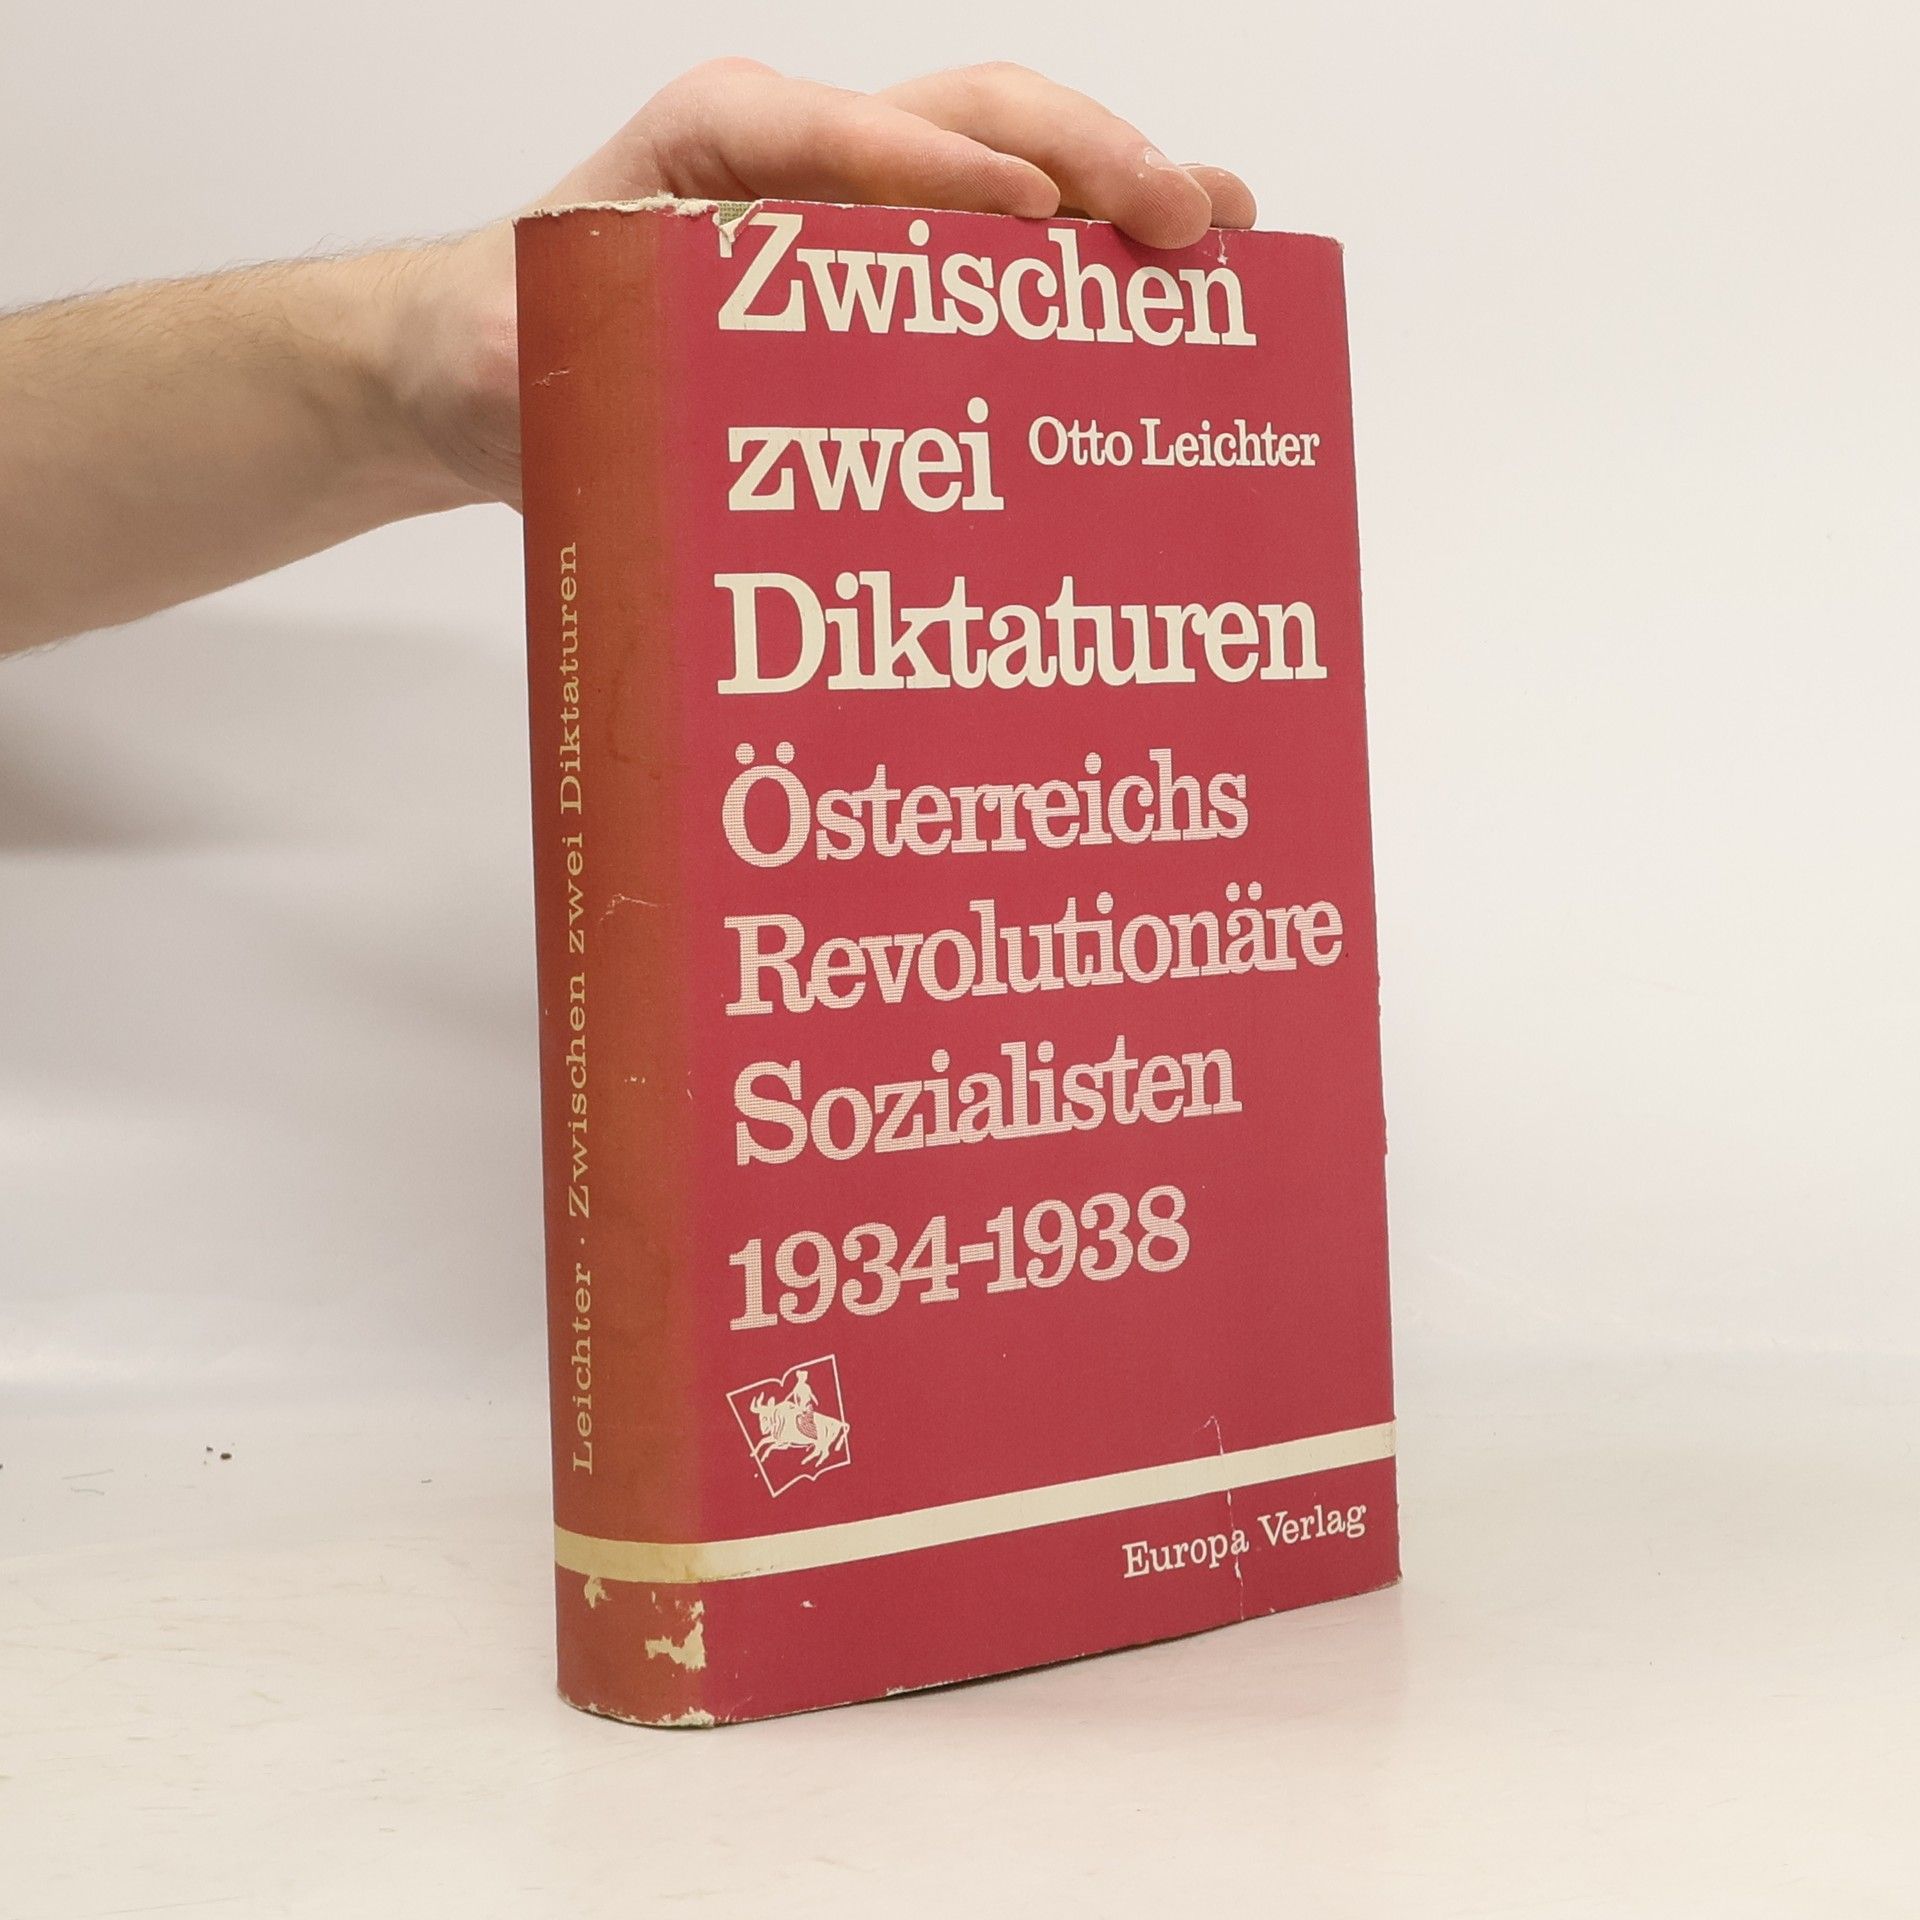 Zwischen
zwei Otto Leichter
Diktaturen
Österreichs
Revolutionäre
Sozialisten
1934-1938
Europa Verlag
Leichter · Zwischen zwei Diktaturen